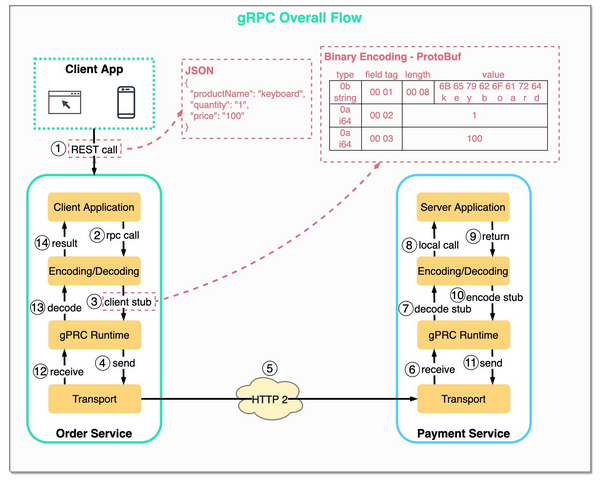 gRPC Overall Flow
Client App
JSON
{
"productName": "keyboard",
"quantity": "1",
"price": "100"
}
Binary Encoding - ProtoBuf
type field tag length value
0b string 00 01 00 08 6B 65 79 62 6F 61 72 64
k e y b o a r d
0a i64 00 02 1
0a i64 00 03 100
1 REST call
Client Application
14 result
2 rpc call
Encoding/Decoding
13 decode
3 client stub
gPRC Runtime
12 receive
4 send
Transport
Order Service
5
HTTP 2
Server Application
8 local call
9 return
Encoding/Decoding
7 decode stub
10 encode stub
gPRC Runtime
6 receive
11 send
Transport
Payment Service